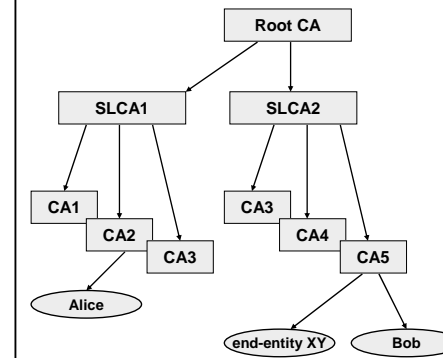 Root CA
SLCA1
SLCA2
CA1
CA2
CA3
CA3
CA4
CA5
Alice
end-entity XY
Bob